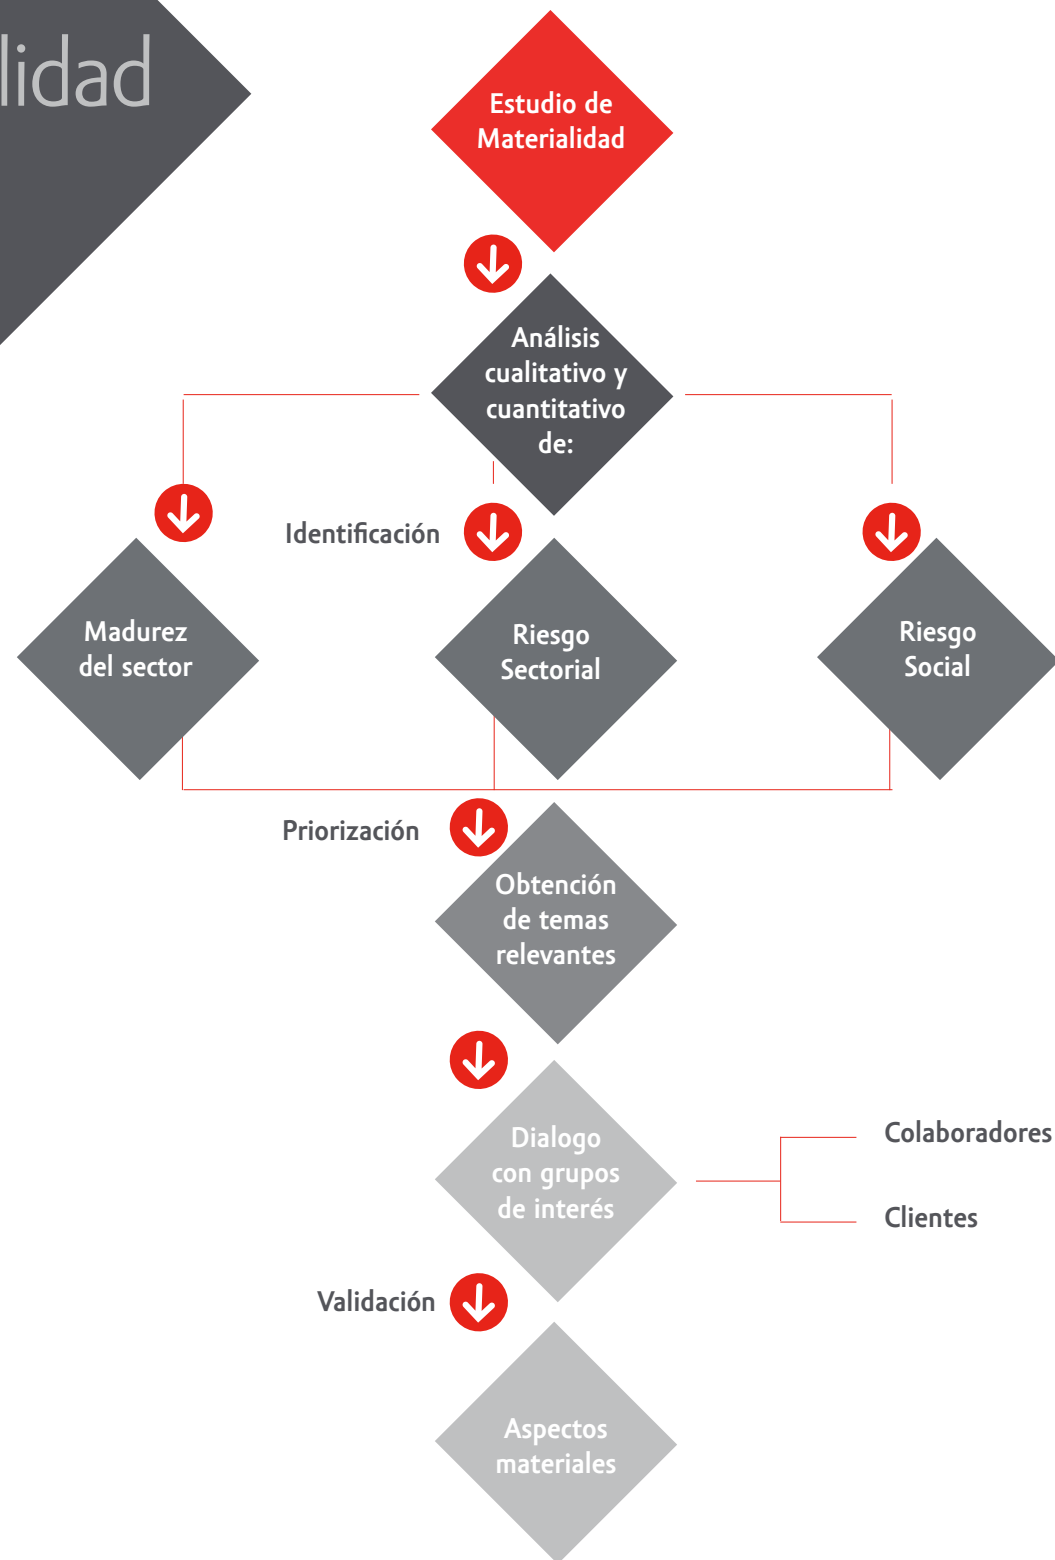 lidad
Estudio de
Materialidad
Análisis
cualitativo y
cuantitativo
de:
Identificación
Madurez
del sector
Riesgo
Sectorial
Riesgo
Social
Priorización
Obtención
de temas
relevantes
Dialogo
con grupos
de interés
Colaboradores
Clientes
Validación
Aspectos
materiales